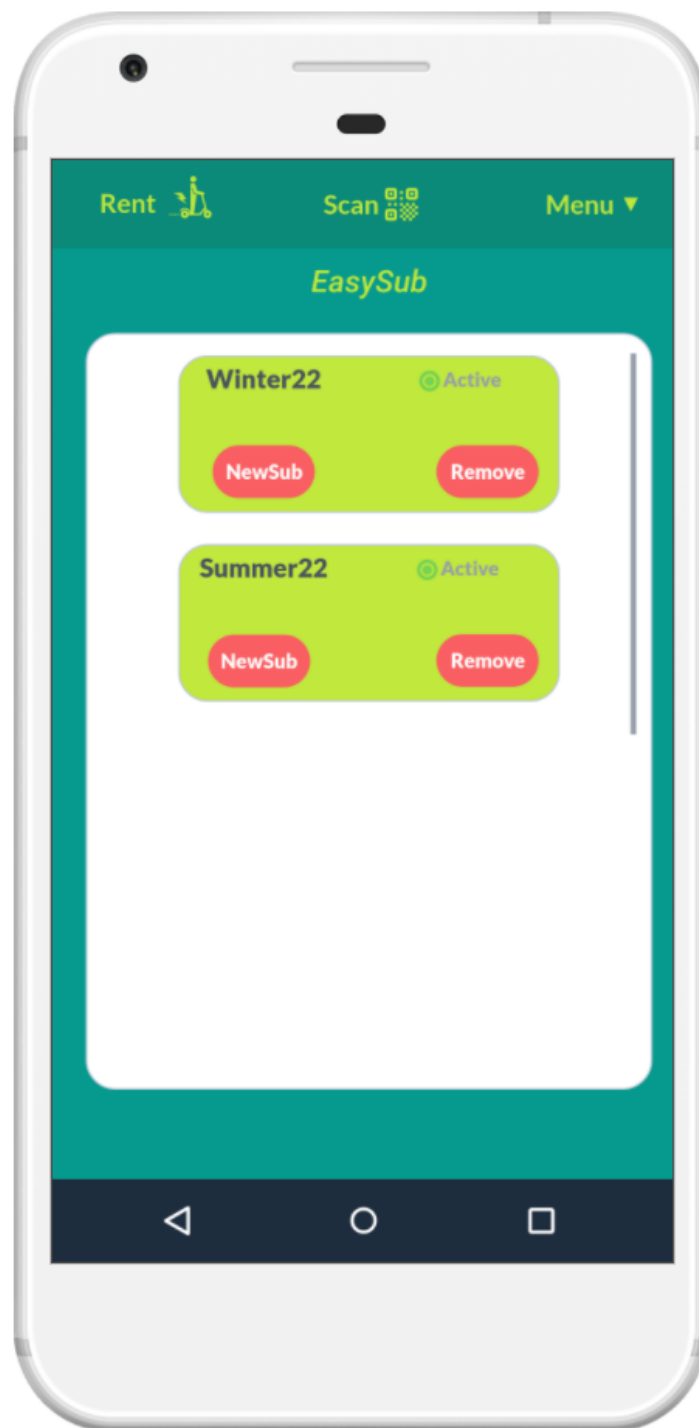 Rent Scan Menu ▼
EasySub
Winter22 Active
NewSub Remove
Summer22 Active
NewSub Remove